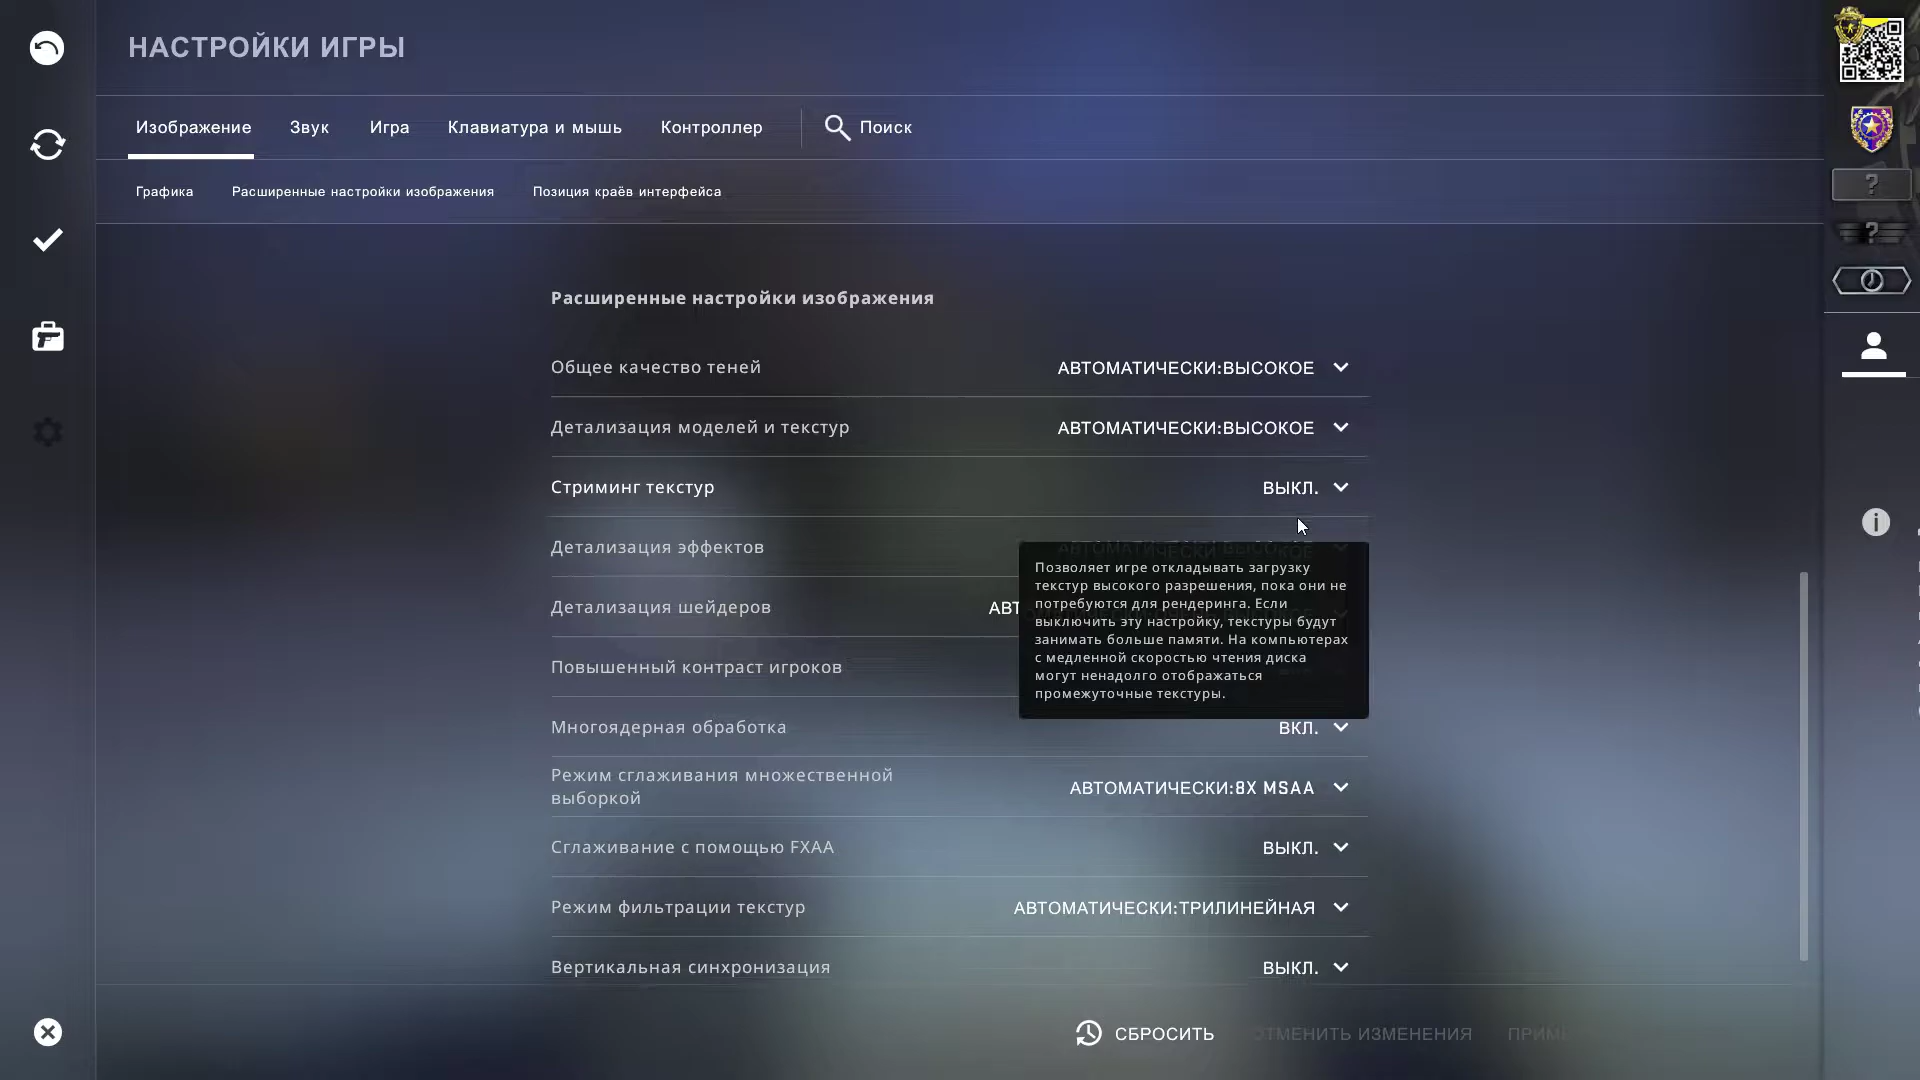 НАСТРОЙКИ ИГРЫ
Изображение Звук Игра Клавиатура и мышь Контроллер Поиск
Графика Расширенные настройки изображения Позиция краёв интерфейса
Расширенные настройки изображения
Общее качество теней АВТОМАТИЧЕСКИ:ВЫСОКОЕ
Детализация моделей и текстур АВТОМАТИЧЕСКИ:ВЫСОКОЕ
Стриминг текстур ВЫКЛ.
Детализация эффектов АВТОМАТИЧЕСКИ:ВЫСОКОЕ
Позволяет игре откладывать загрузку
текстур высокого разрешения, пока они не
потребуются для рендеринга. Если
выключить эту настройку, текстуры будут
занимать больше памяти. На компьютерах
с медленной скоростью чтения диска
могут ненадолго отображаться
промежуточные текстуры.
Детализация шейдеров АВТ
Повышенный контраст игроков
Многоядерная обработка ВКЛ.
Режим сглаживания множественной
выборкой АВТОМАТИЧЕСКИ:8X MSAA
Сглаживание с помощью FXAA ВЫКЛ.
Режим фильтрации текстур АВТОМАТИЧЕСКИ:ТРИЛИНЕЙНАЯ
Вертикальная синхронизация ВЫКЛ.
СБРОСИТЬ ОТМЕНИТЬ ИЗМЕНЕНИЯ ПРИМЕ